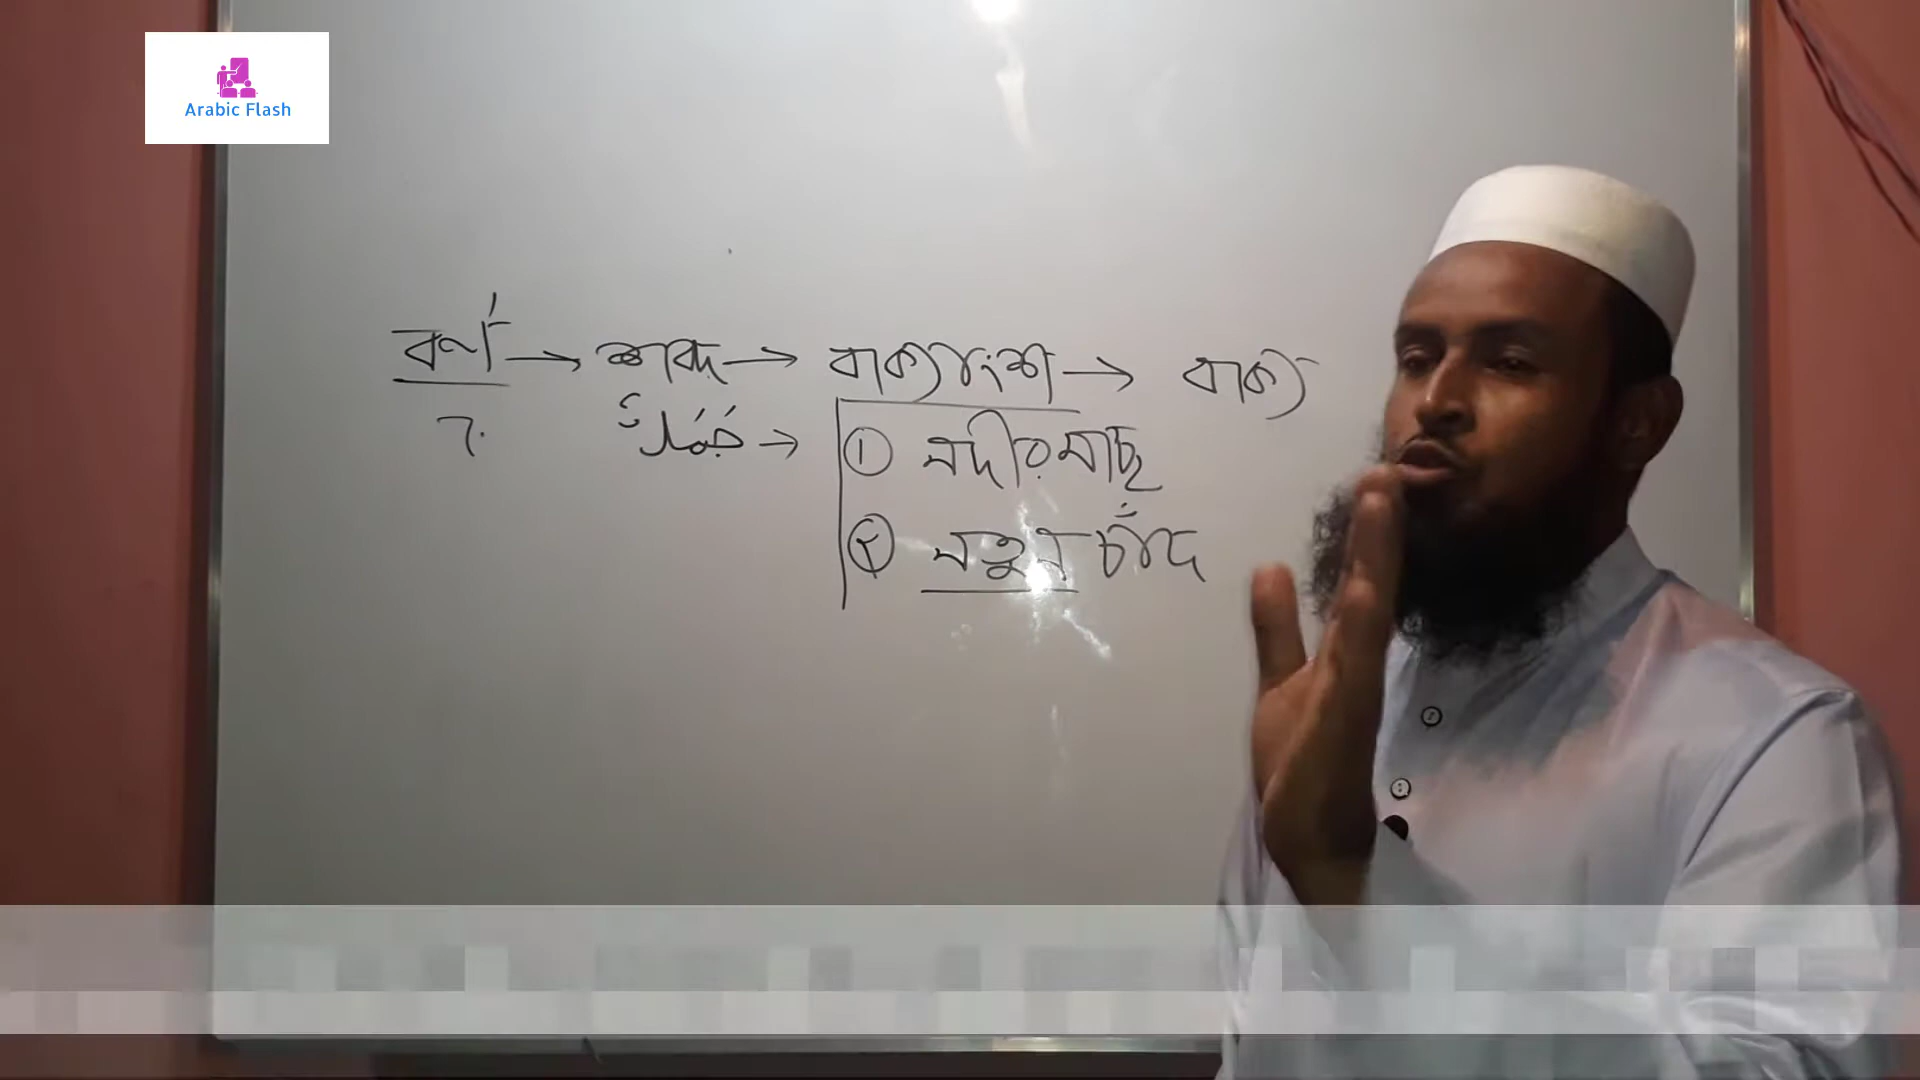 Arabic Flash
বর্ণ → শব্দ → বাক্যাংশ → বাক্য
→ ① নদীর মাছ
② নতুন চাঁদ